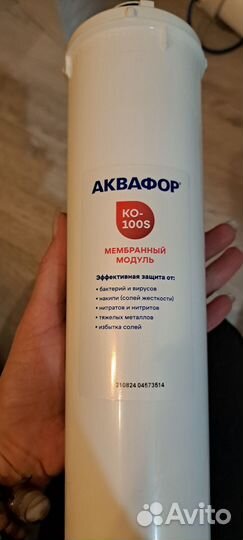 АКВАФОР®
КО-
100S
МЕМБРАННЫЙ
МОДУЛЬ
Эффективная защита от:
• бактерий и вирусов
• накипи (солей жесткости)
• нитратов и нитритов
• тяжелых металлов
• избытка солей
210824 04573514
Avito